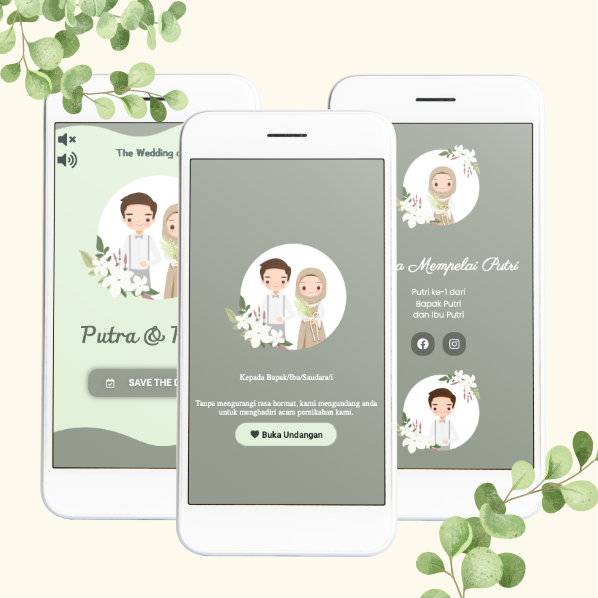 The Wedding
Putra &
SAVE THE
Kepada Bapak/Ibu/Saudara/i
Tanpa mengurangi rasa hormat, kami mengundang anda
untuk menghadiri acara pernikahan kami.
Buka Undangan
Mempelai Putri
Putri ke-1 dari
Bapak Putri
dan Ibu Putri